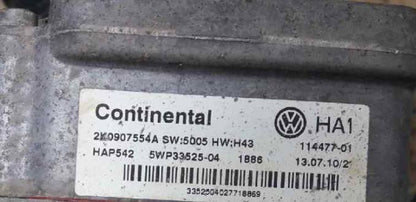 Continental HA1
2K0907554A SW:5005 HW:H43 114477-01
HAP542 5WP33525-04 1886 13.07.10/2
3352504027718869